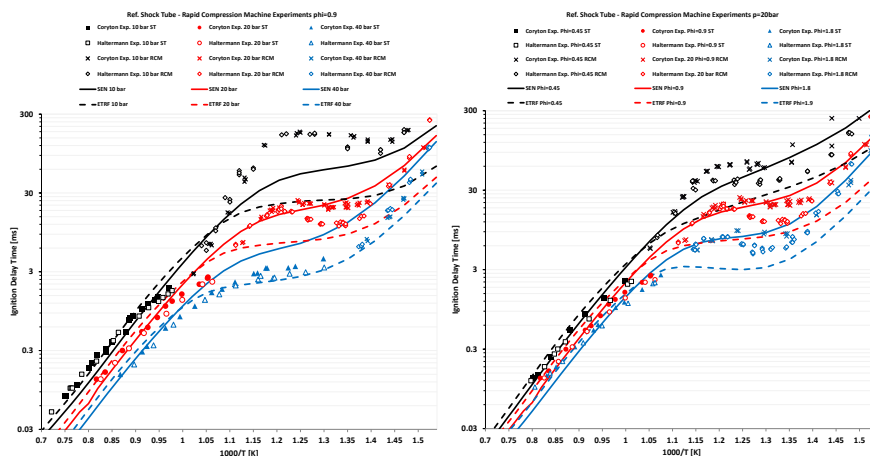 Ref. Shock Tube - Rapid Compression Machine Experiments phi=0.9
Coryton Exp. 10 bar ST
Coryton Exp. 20 bar ST
Coryton Exp. 40 bar ST
Haltermann Exp. 10 bar ST
Haltermann Exp. 20 bar ST
Haltermann Exp. 40 bar ST
Coryton Exp. 10 bar RCM
Coryton Exp. 20 bar RCM
Coryton Exp. 40 bar RCM
Haltermann Exp. 10 bar RCM
Haltermann Exp. 20 bar RCM
Haltermann Exp. 40 bar RCM
SEN 10 bar
SEN 20 bar
SEN 40 bar
ETRF 10 bar
ETRF 20 bar
ETRF 40 bar
Ignition Delay Time [ms]
300
30
3
0.3
0.03
0.7
0.75
0.8
0.85
0.9
0.95
1
1.05
1.1
1.15
1.2
1.25
1.3
1.35
1.4
1.45
1.5
1000/T [K]
Ref. Shock Tube - Rapid Compression Machine Experiments p=20bar
Coryton Exp. Phi=0.45 ST
Cotyron Exp. Phi=0.9 ST
Coryton Exp. Phi=1.8 ST
Haltermann Exp. Phi=0.45 ST
Haltermann Exp. Phi=0.9 ST
Haltermann Exp. Phi=1.8 ST
Coryton Exp. Phi=0.45 RCM
Coryton Exp. 20 Phi=0.9 RCM
Coryton Exp. Phi=1.8 RCM
Haltermann Exp. Phi=0.45 RCM
Haltermann Exp. 20 bar RCM
Haltermann Exp. Phi=1.8 RCM
SEN Phi=0.45
SEN Phi=0.9
SEN Phi=1.8
ETRF Phi=0.45
ETRF Phi=0.9
ETRF Phi=1.9
Ignition Delay Time [ms]
300
30
3
0.3
0.03
0.7
0.75
0.8
0.85
0.9
0.95
1
1.05
1.1
1.15
1.2
1.25
1.3
1.35
1.4
1.45
1.5
1000/T [K]